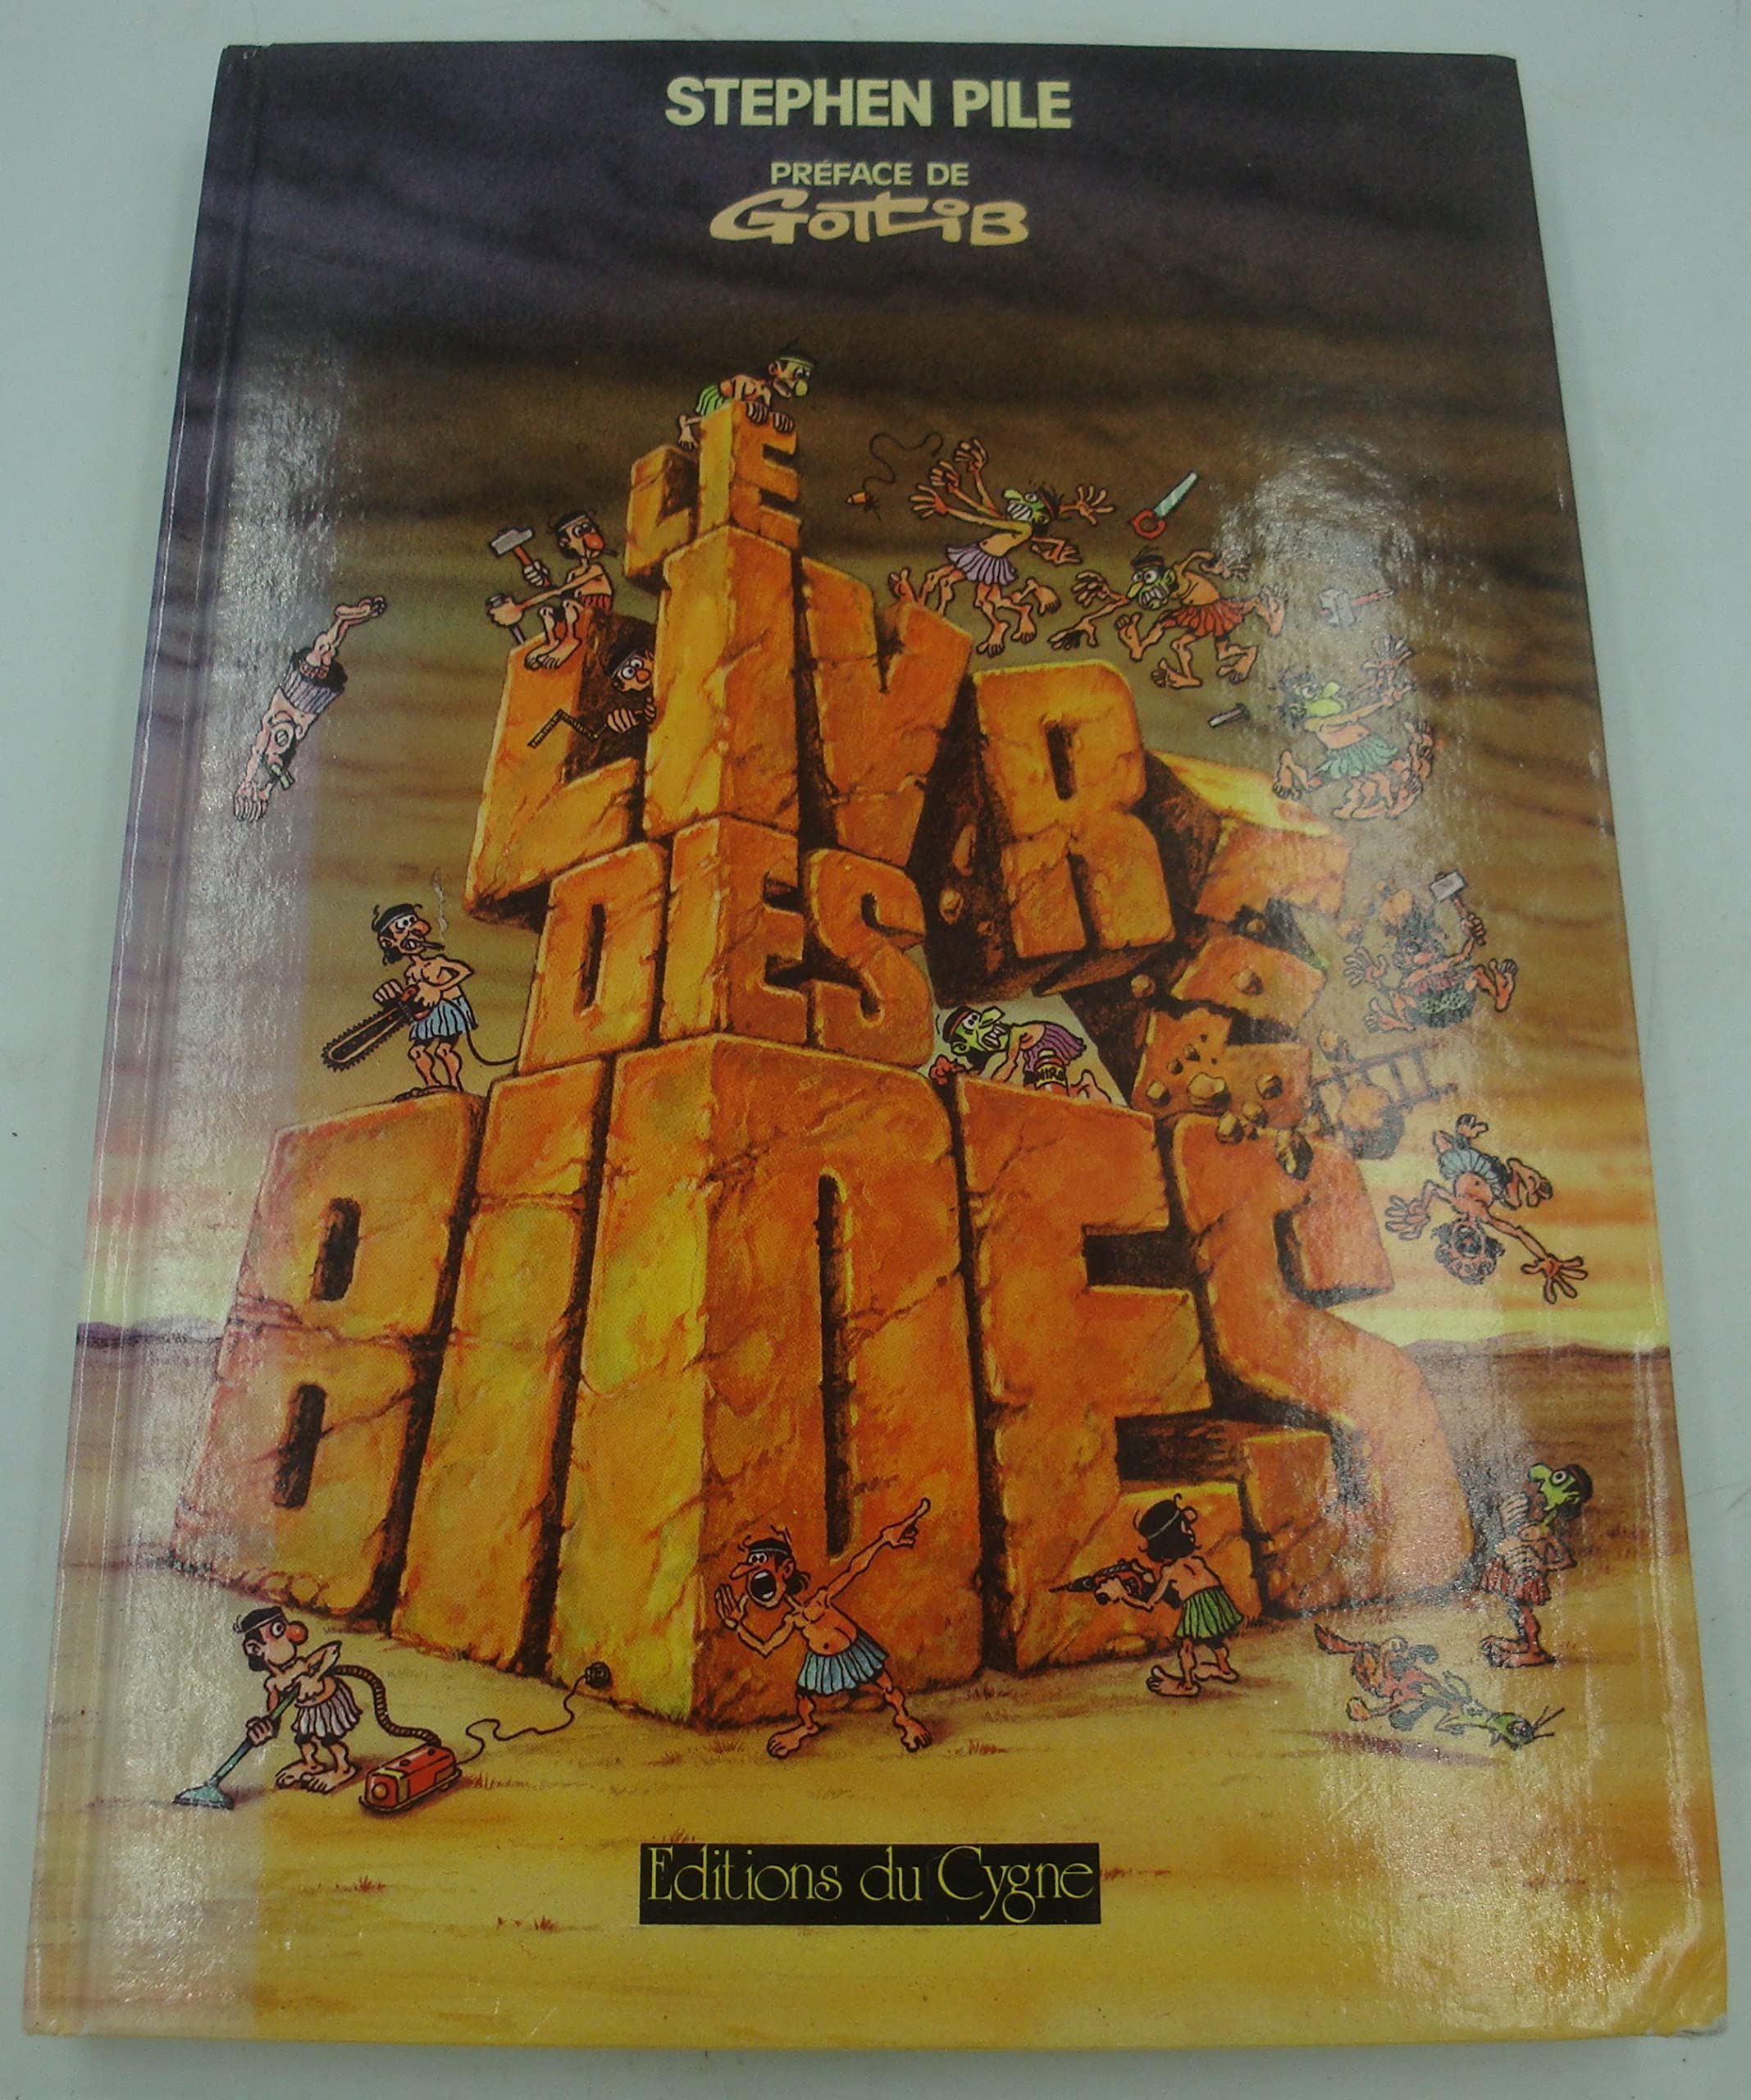 STEPHEN PILE
PRÉFACE DE
GOTLIB
LE
LIVRE
DES
BIDES
Editions du Cygne